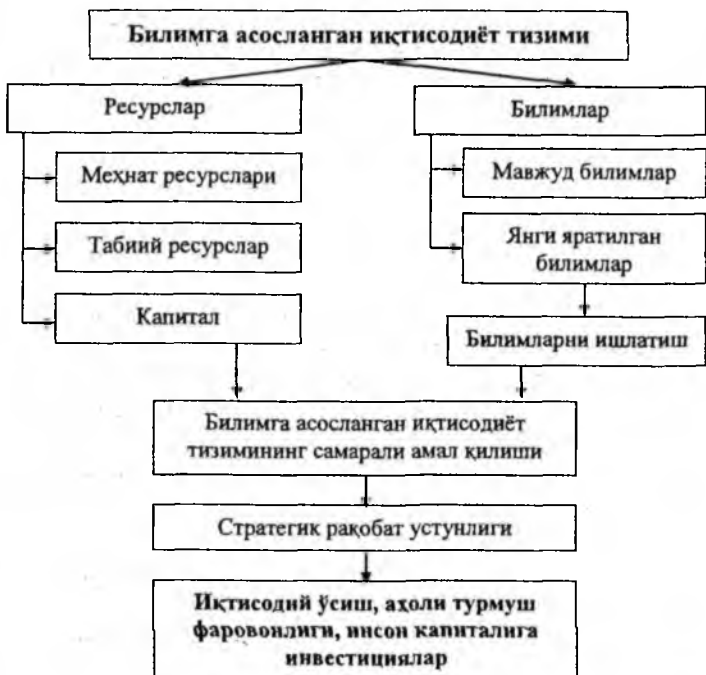 Билимга асосланган иқтисодиёт тизими
Ресурслар
Билимлар
Меҳнат ресурслари
Мавжуд билимлар
Табиий ресурслар
Янги яратилган
билимлар
Капитал
Билимларни ишлатиш
Билимга асосланган иқтисодиёт
тизимининг самарали амал қилиши
Стратегик рақобат устунлиги
Иқтисодий ўсиш, аҳоли турмуш
фаровонлиги, инсон капиталига
инвестициялар